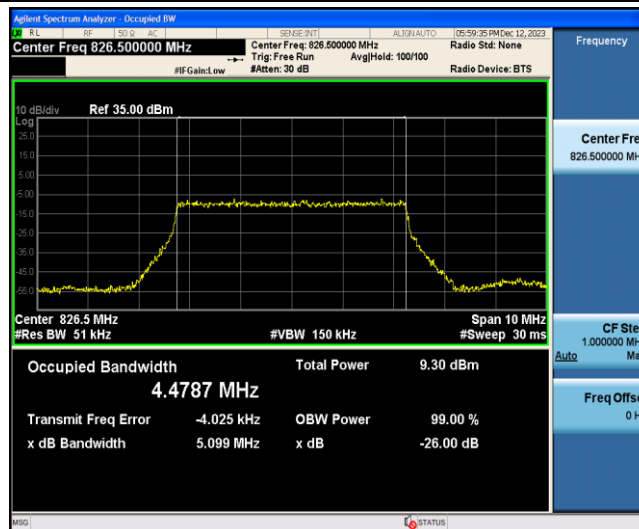 Agilent Spectrum Analyzer - Occupied BW
RL RF 50 Ω AC SENSE:INT ALIGN AUTO 05:59:35 PM Dec 12, 2023
Center Freq 826.500000 MHz
Center Freq: 826.500000 MHz
Radio Std: None
Trig: Free Run Avg|Hold: 100/100
#IFGain:Low
#Atten: 30 dB
Radio Device: BTS
Frequency
10 dB/div Ref 35.00 dBm
Log
25.0
15.0
5.00
-5.00
-15.0
-25.0
-35.0
-45.0
-55.0
Center 826.5 MHz
Span 10 MHz
#Res BW 51 kHz
#VBW 150 kHz
#Sweep 30 ms
Occupied Bandwidth
Total Power 9.30 dBm
4.4787 MHz
Transmit Freq Error -4.025 kHz OBW Power 99.00 %
x dB Bandwidth 5.099 MHz x dB -26.00 dB
Center Fre
826.500000 MH
CF Ste
1.000000 MH
Auto Ma
Freq Offse
0 H
MSG
STATUS